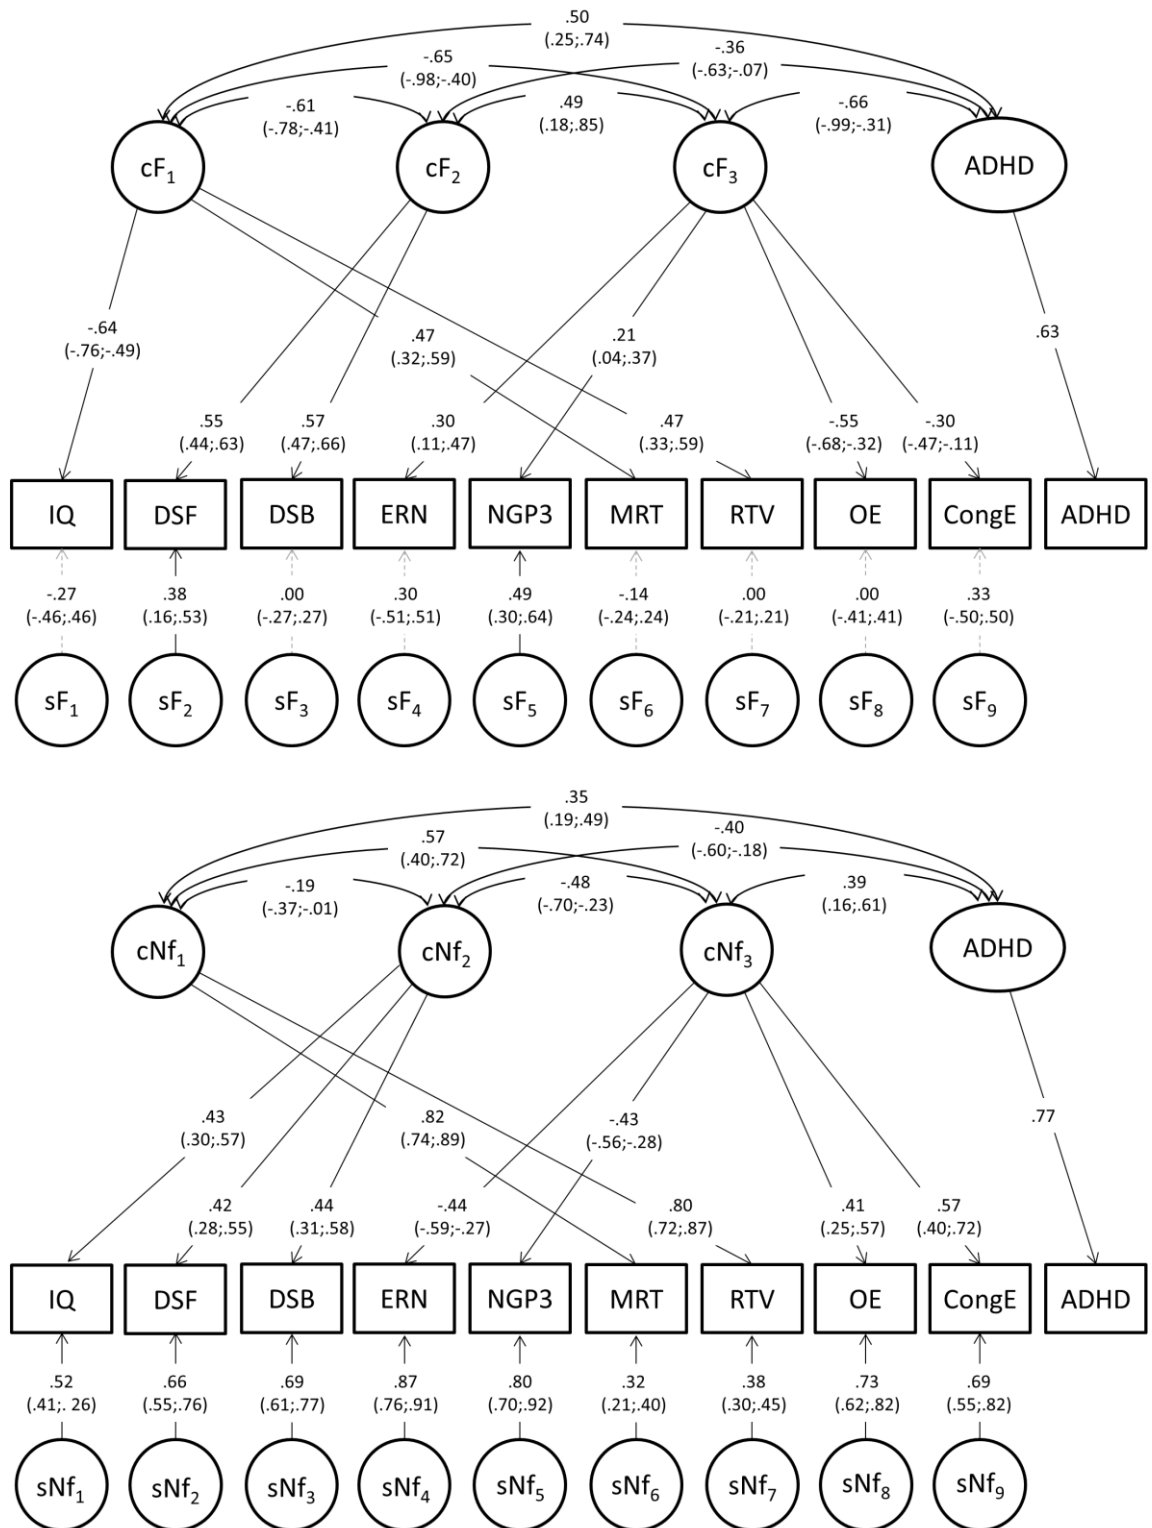 .50
(.25;.74)
-.65
(-.98;-.40)
-.36
(-.63;-.07)
-.61
(-.78;-.41)
.49
(.18;.85)
-.66
(-.99;-.31)
cF1
cF2
cF3
ADHD
-.64
(-.76;-.49)
.47
(.32;.59)
.21
(.04;.37)
.63
.55
(.44;.63)
.57
(.47;.66)
.30
(.11;.47)
.47
(.33;.59)
-.55
(-.68;-.32)
-.30
(-.47;-.11)
IQ
DSF
DSB
ERN
NGP3
MRT
RTV
OE
CongE
ADHD
-.27
(-.46;.46)
.38
(.16;.53)
.00
(-.27;.27)
.30
(-.51;.51)
.49
(.30;.64)
-.14
(-.24;.24)
.00
(-.21;.21)
.00
(-.41;.41)
.33
(-.50;.50)
sF1
sF2
sF3
sF4
sF5
sF6
sF7
sF8
sF9
.35
(.19;.49)
.57
(.40;.72)
-.40
(-.60;-.18)
-.19
(-.37;-.01)
-.48
(-.70;-.23)
.39
(.16;.61)
cNf1
cNf2
cNf3
ADHD
.43
(.30;.57)
.82
(.74;.89)
-.43
(-.56;-.28)
.77
.42
(.28;.55)
.44
(.31;.58)
-.44
(-.59;-.27)
.80
(.72;.87)
.41
(.25;.57)
.57
(.40;.72)
IQ
DSF
DSB
ERN
NGP3
MRT
RTV
OE
CongE
ADHD
.52
(.41;. 26)
.66
(.55;.76)
.69
(.61;.77)
.87
(.76;.91)
.80
(.70;.92)
.32
(.21;.40)
.38
(.30;.45)
.73
(.62;.82)
.69
(.55;.82)
sNf1
sNf2
sNf3
sNf4
sNf5
sNf6
sNf7
sNf8
sNf9